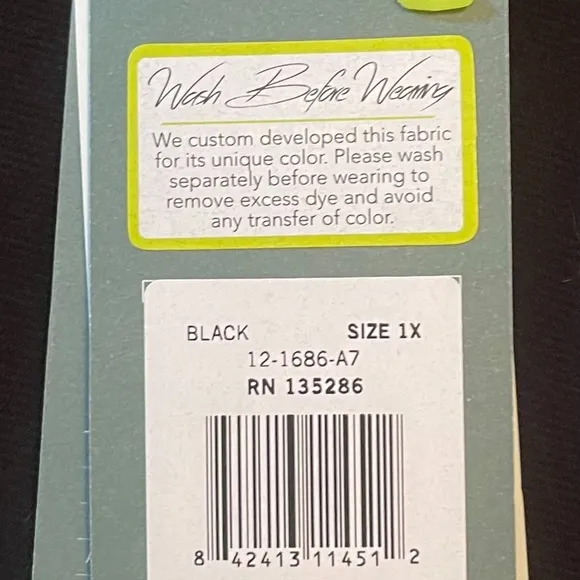 Wash Before Wearing
We custom developed this fabric
for its unique color. Please wash
separately before wearing to
remove excess dye and avoid
any transfer of color.
BLACK SIZE 1X
12-1686-A7
RN 135286
8 42413 11451 2